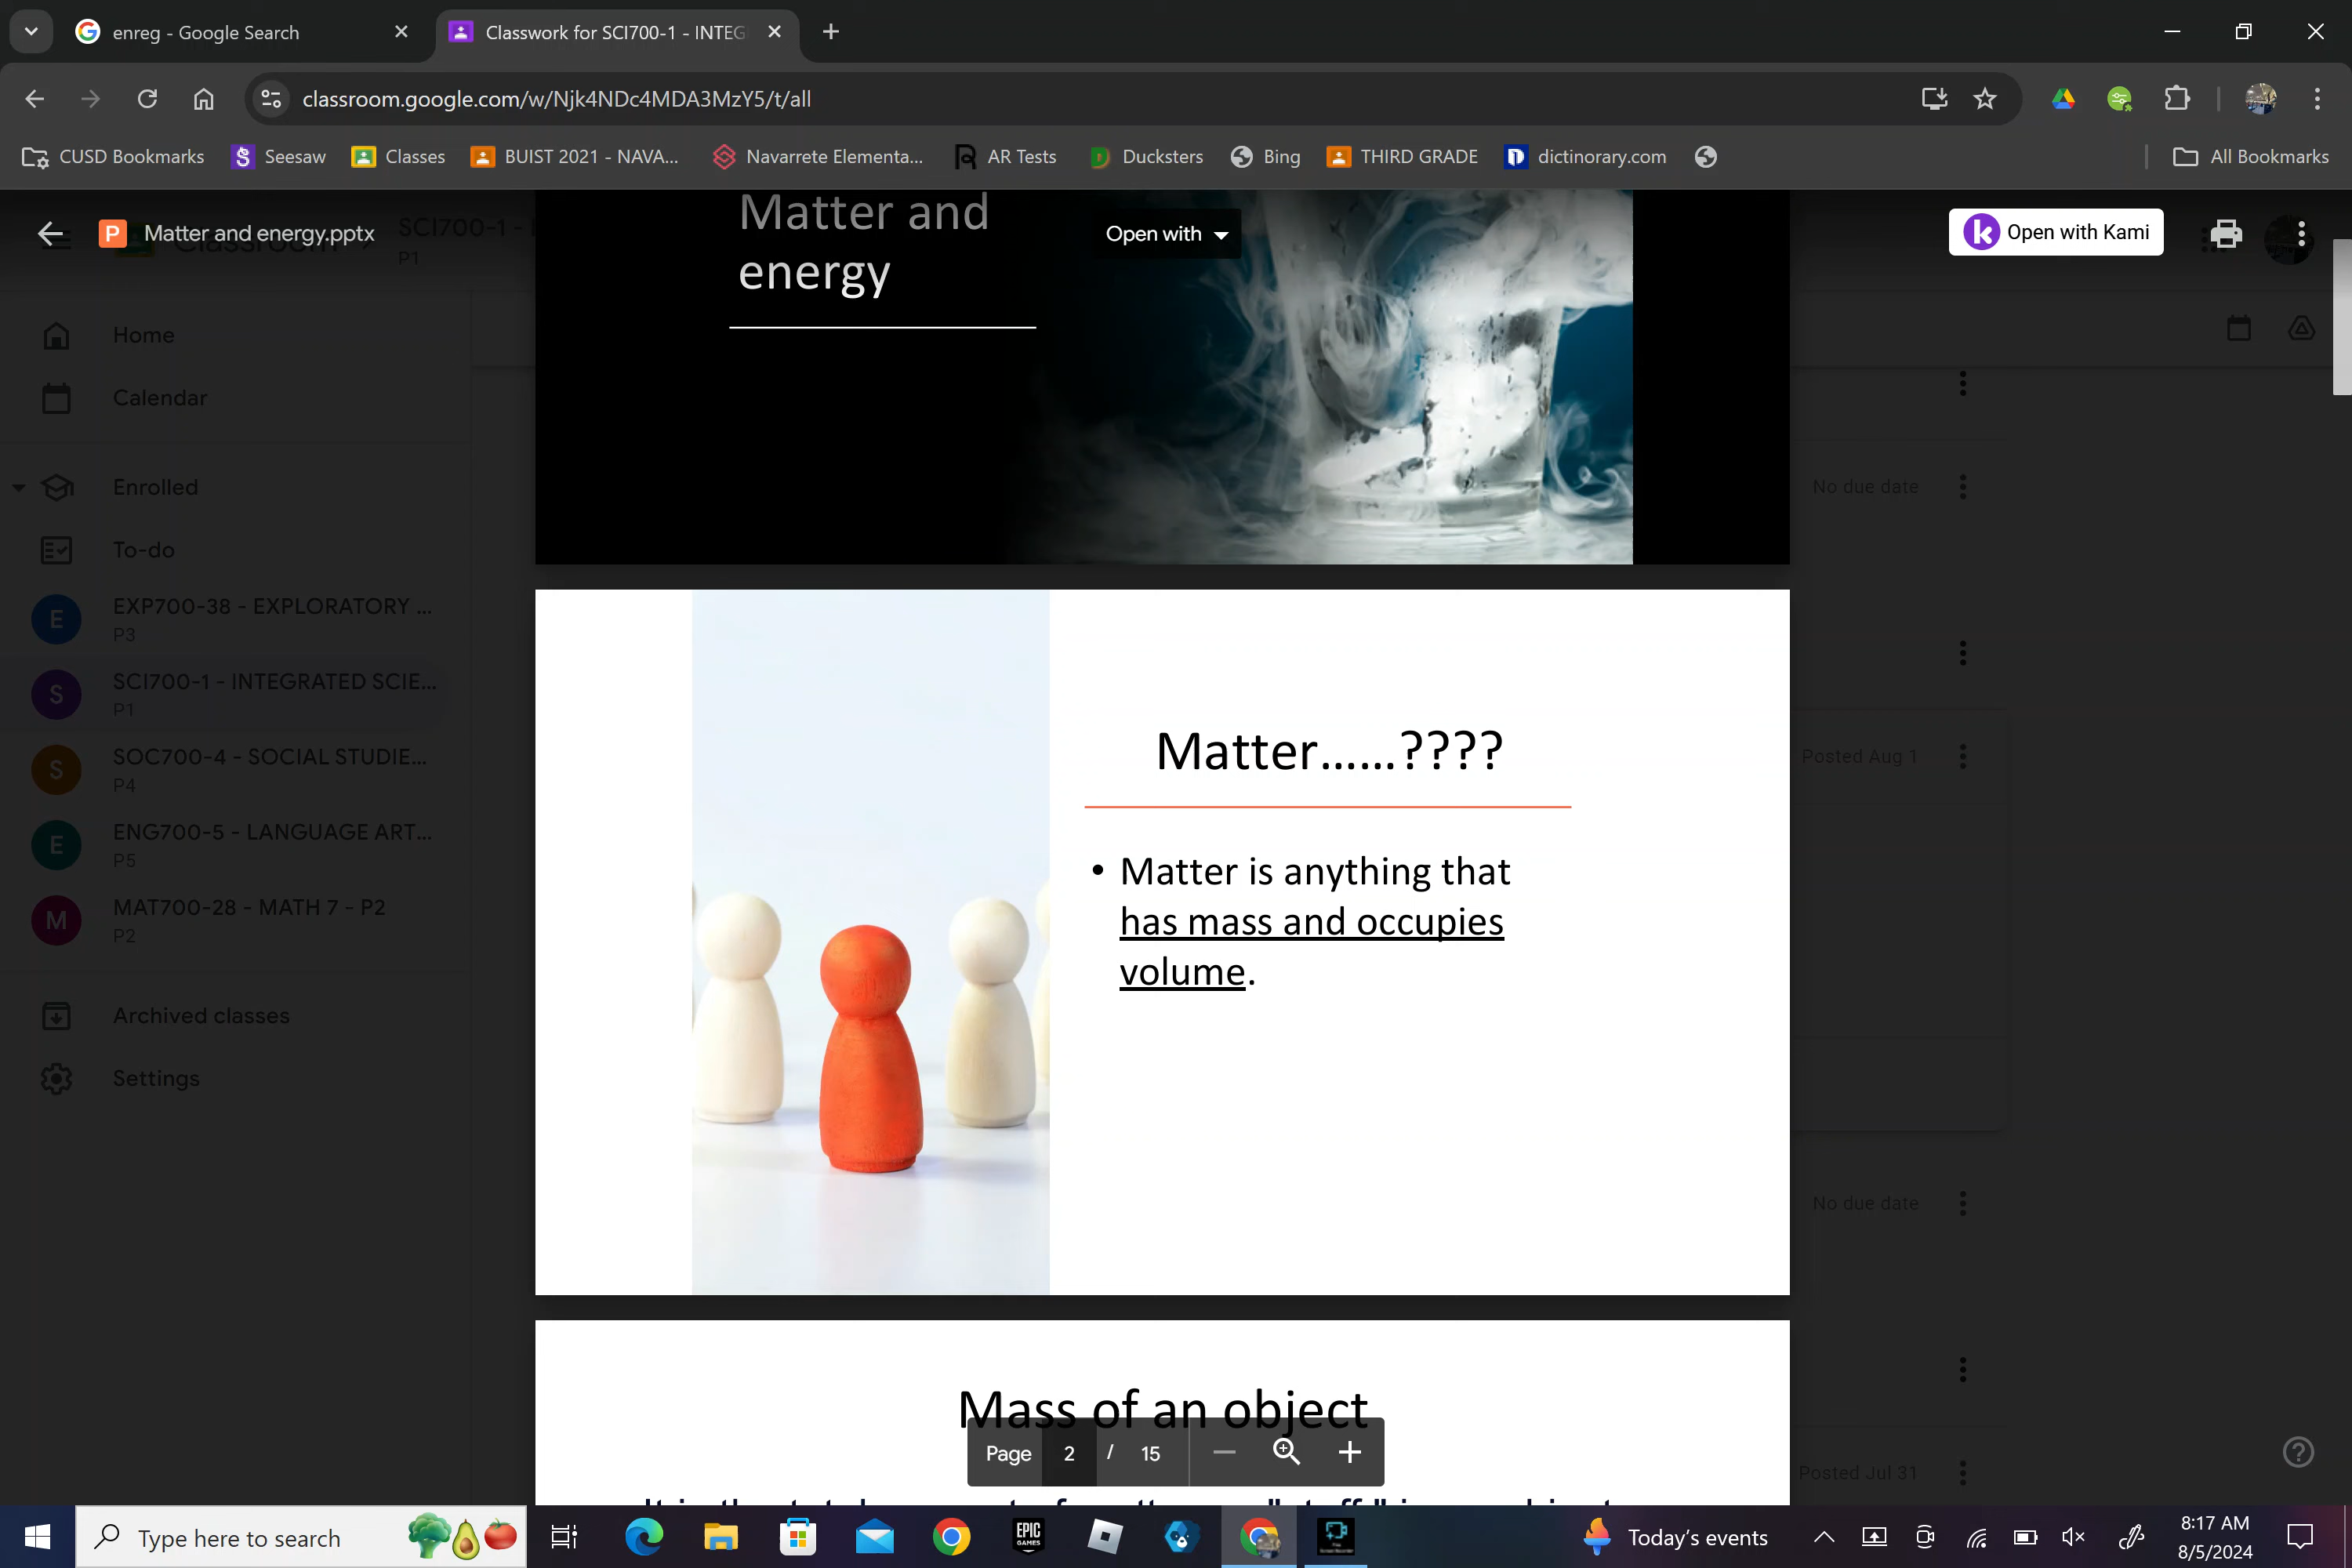 enreg - Google Search
Classwork for SCI700-1 - INTEG
classroom.google.com/w/Njk4NDc4MDA3MzY5/t/all
CUSD Bookmarks
Seesaw
Classes
BUIST 2021 - NAVA...
Navarrete Elementa...
AR Tests
Ducksters
Bing
THIRD GRADE
dictinorary.com
All Bookmarks
Matter and energy.pptx
SCI700-1 -
P1
Open with
Open with Kami
Matter and
energy
Home
Calendar
Enrolled
To-do
EXP700-38 - EXPLORATORY ...
P3
SCI700-1 - INTEGRATED SCIE...
P1
SOC700-4 - SOCIAL STUDIE...
P4
ENG700-5 - LANGUAGE ART...
P5
MAT700-28 - MATH 7 - P2
P2
Archived classes
Settings
No due date
Posted Aug 1
No due date
Posted Jul 31
Matter......????
• Matter is anything that
has mass and occupies
volume.
Mass of an object
Page 2 / 15
Type here to search
EPIC
GAMES
Today's events
8:17 AM
8/5/2024